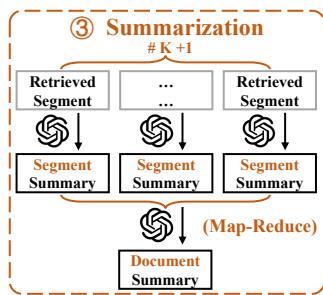 ③ Summarization
# K +1
Retrieved Segment
...
...
Retrieved Segment
Segment Summary
Segment Summary
Segment Summary
(Map-Reduce)
Document Summary